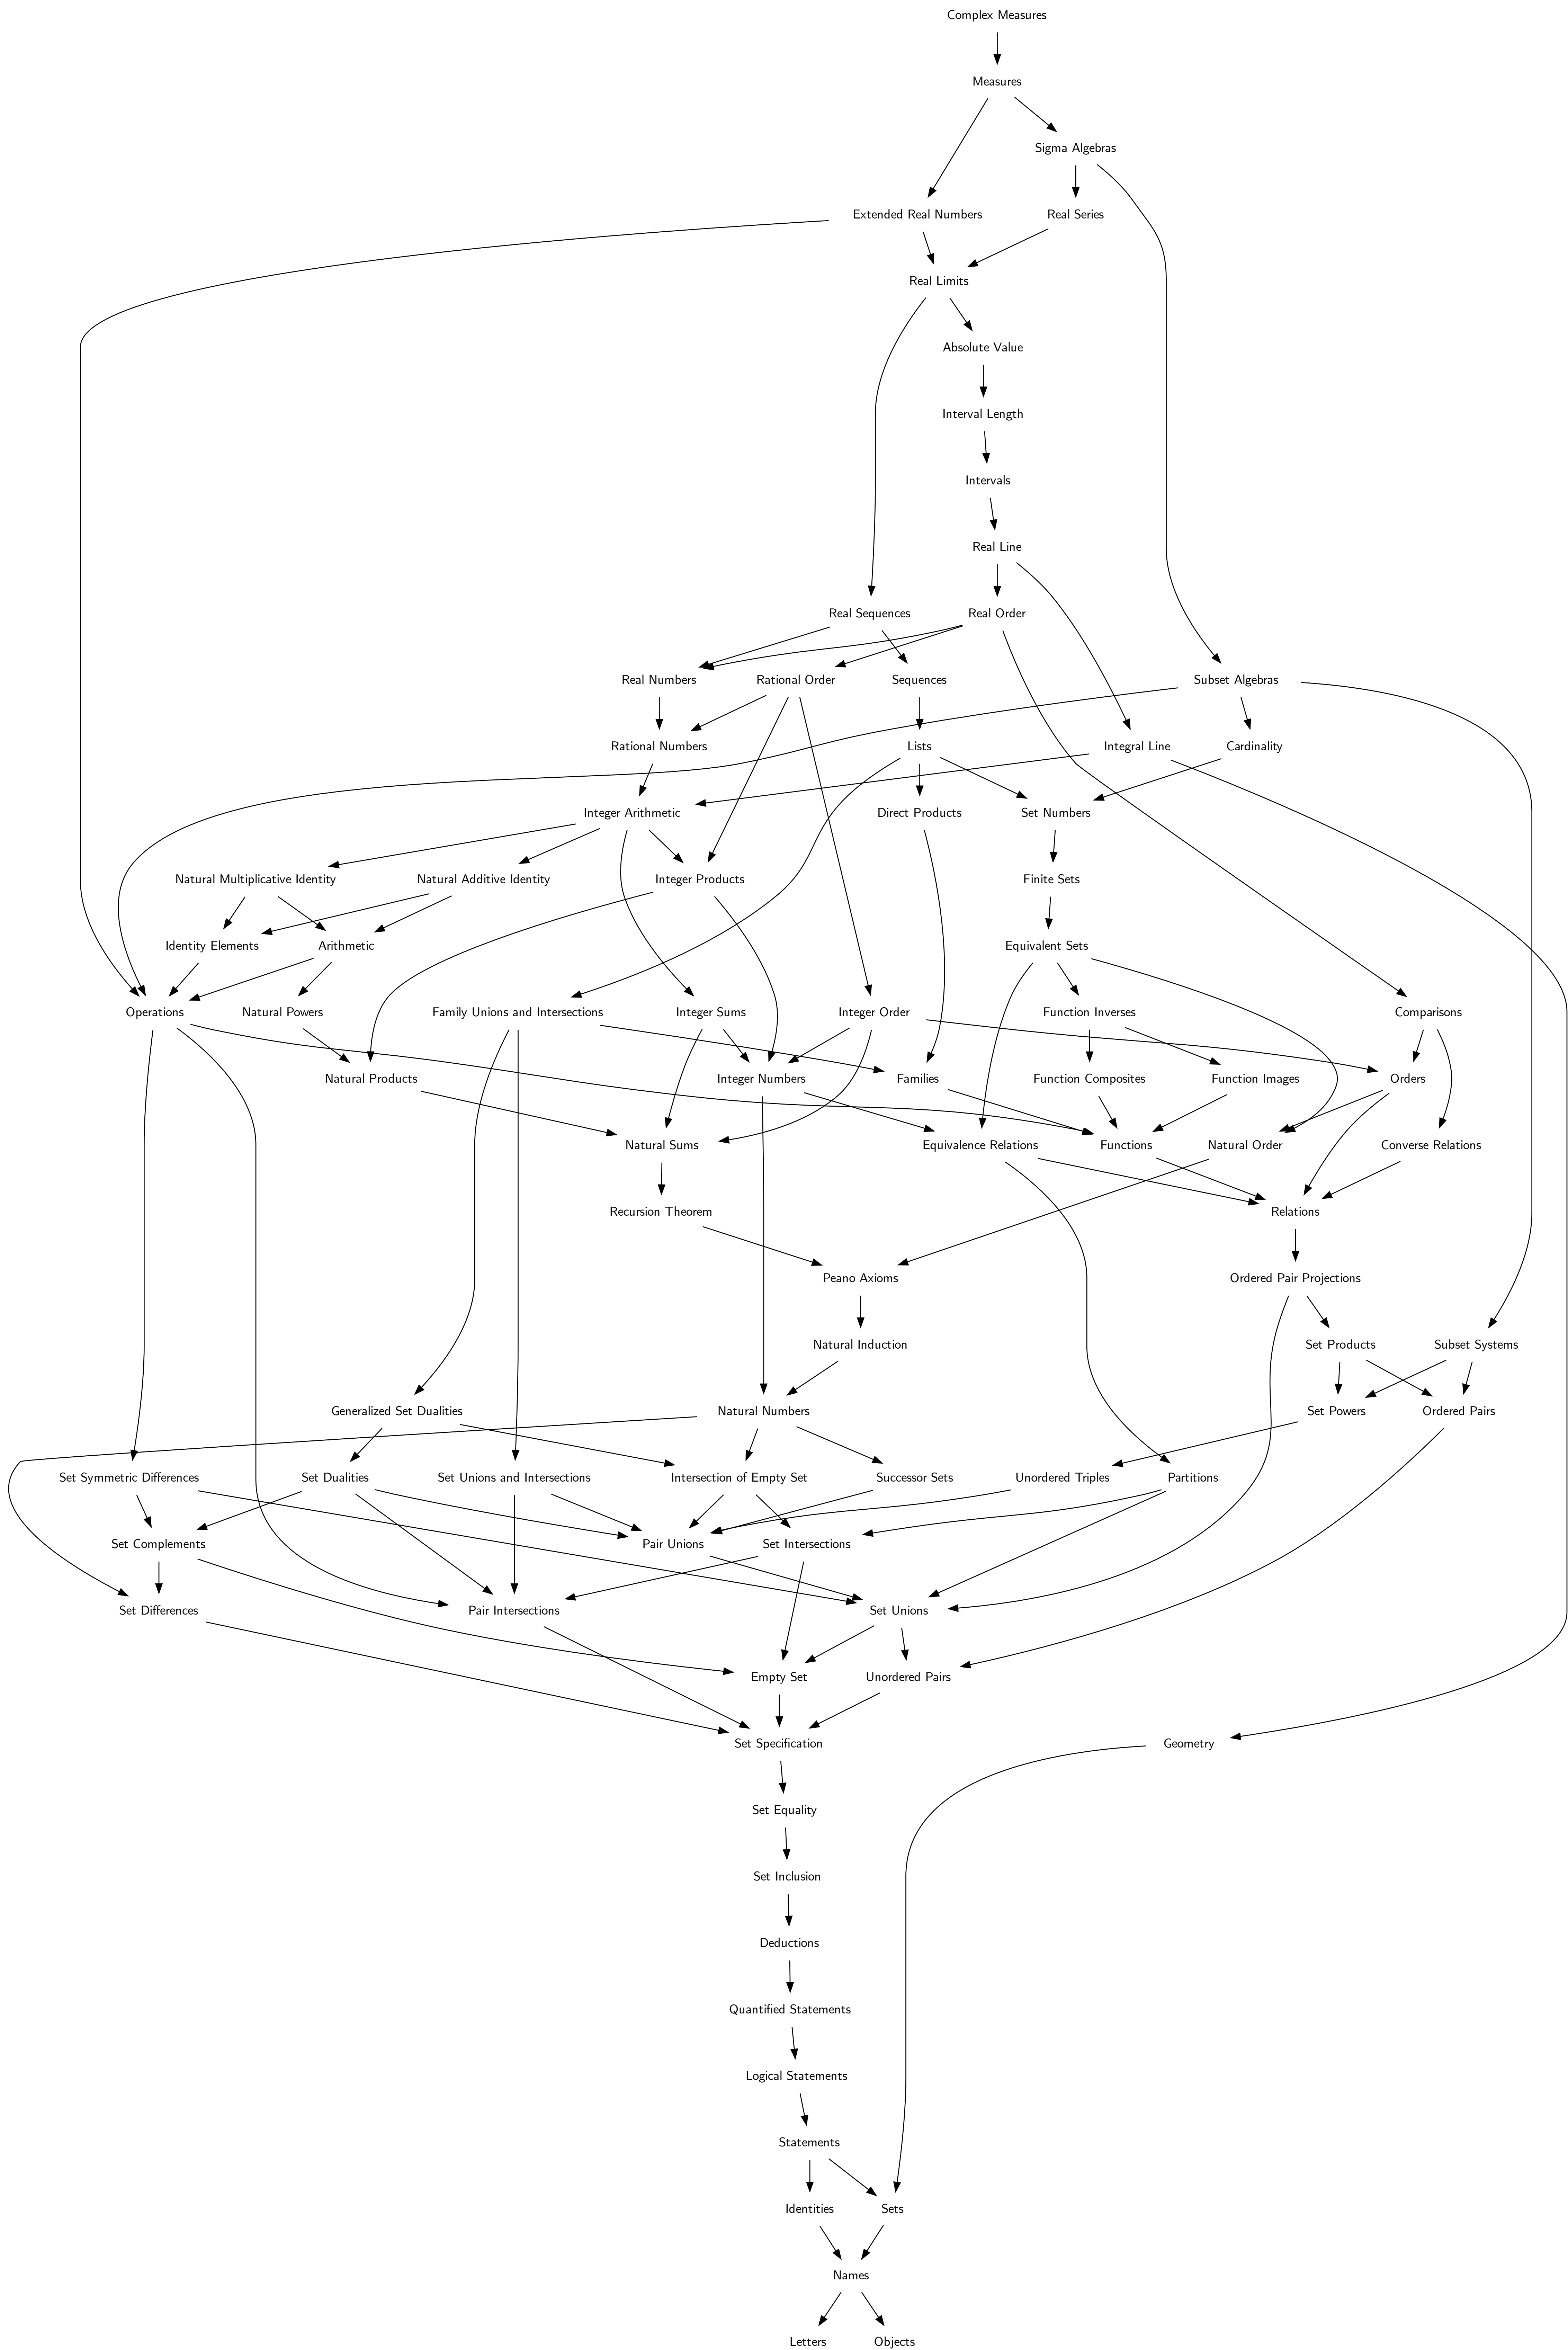 Complex Measures
Measures
Sigma Algebras
Extended Real Numbers
Real Series
Real Limits
Absolute Value
Interval Length
Intervals
Real Line
Real Sequences
Real Order
Real Numbers
Rational Order
Sequences
Subset Algebras
Rational Numbers
Lists
Integral Line
Cardinality
Integer Arithmetic
Direct Products
Set Numbers
Natural Multiplicative Identity
Natural Additive Identity
Integer Products
Finite Sets
Identity Elements
Arithmetic
Equivalent Sets
Operations
Natural Powers
Family Unions and Intersections
Integer Sums
Integer Order
Function Inverses
Comparisons
Natural Products
Integer Numbers
Families
Function Composites
Function Images
Orders
Natural Sums
Equivalence Relations
Functions
Natural Order
Converse Relations
Recursion Theorem
Relations
Peano Axioms
Ordered Pair Projections
Natural Induction
Set Products
Subset Systems
Generalized Set Dualities
Natural Numbers
Set Powers
Ordered Pairs
Set Symmetric Differences
Set Dualities
Set Unions and Intersections
Intersection of Empty Set
Successor Sets
Unordered Triples
Partitions
Set Complements
Pair Unions
Set Intersections
Set Differences
Pair Intersections
Set Unions
Empty Set
Unordered Pairs
Set Specification
Geometry
Set Equality
Set Inclusion
Deductions
Quantified Statements
Logical Statements
Statements
Identities
Sets
Names
Letters
Objects